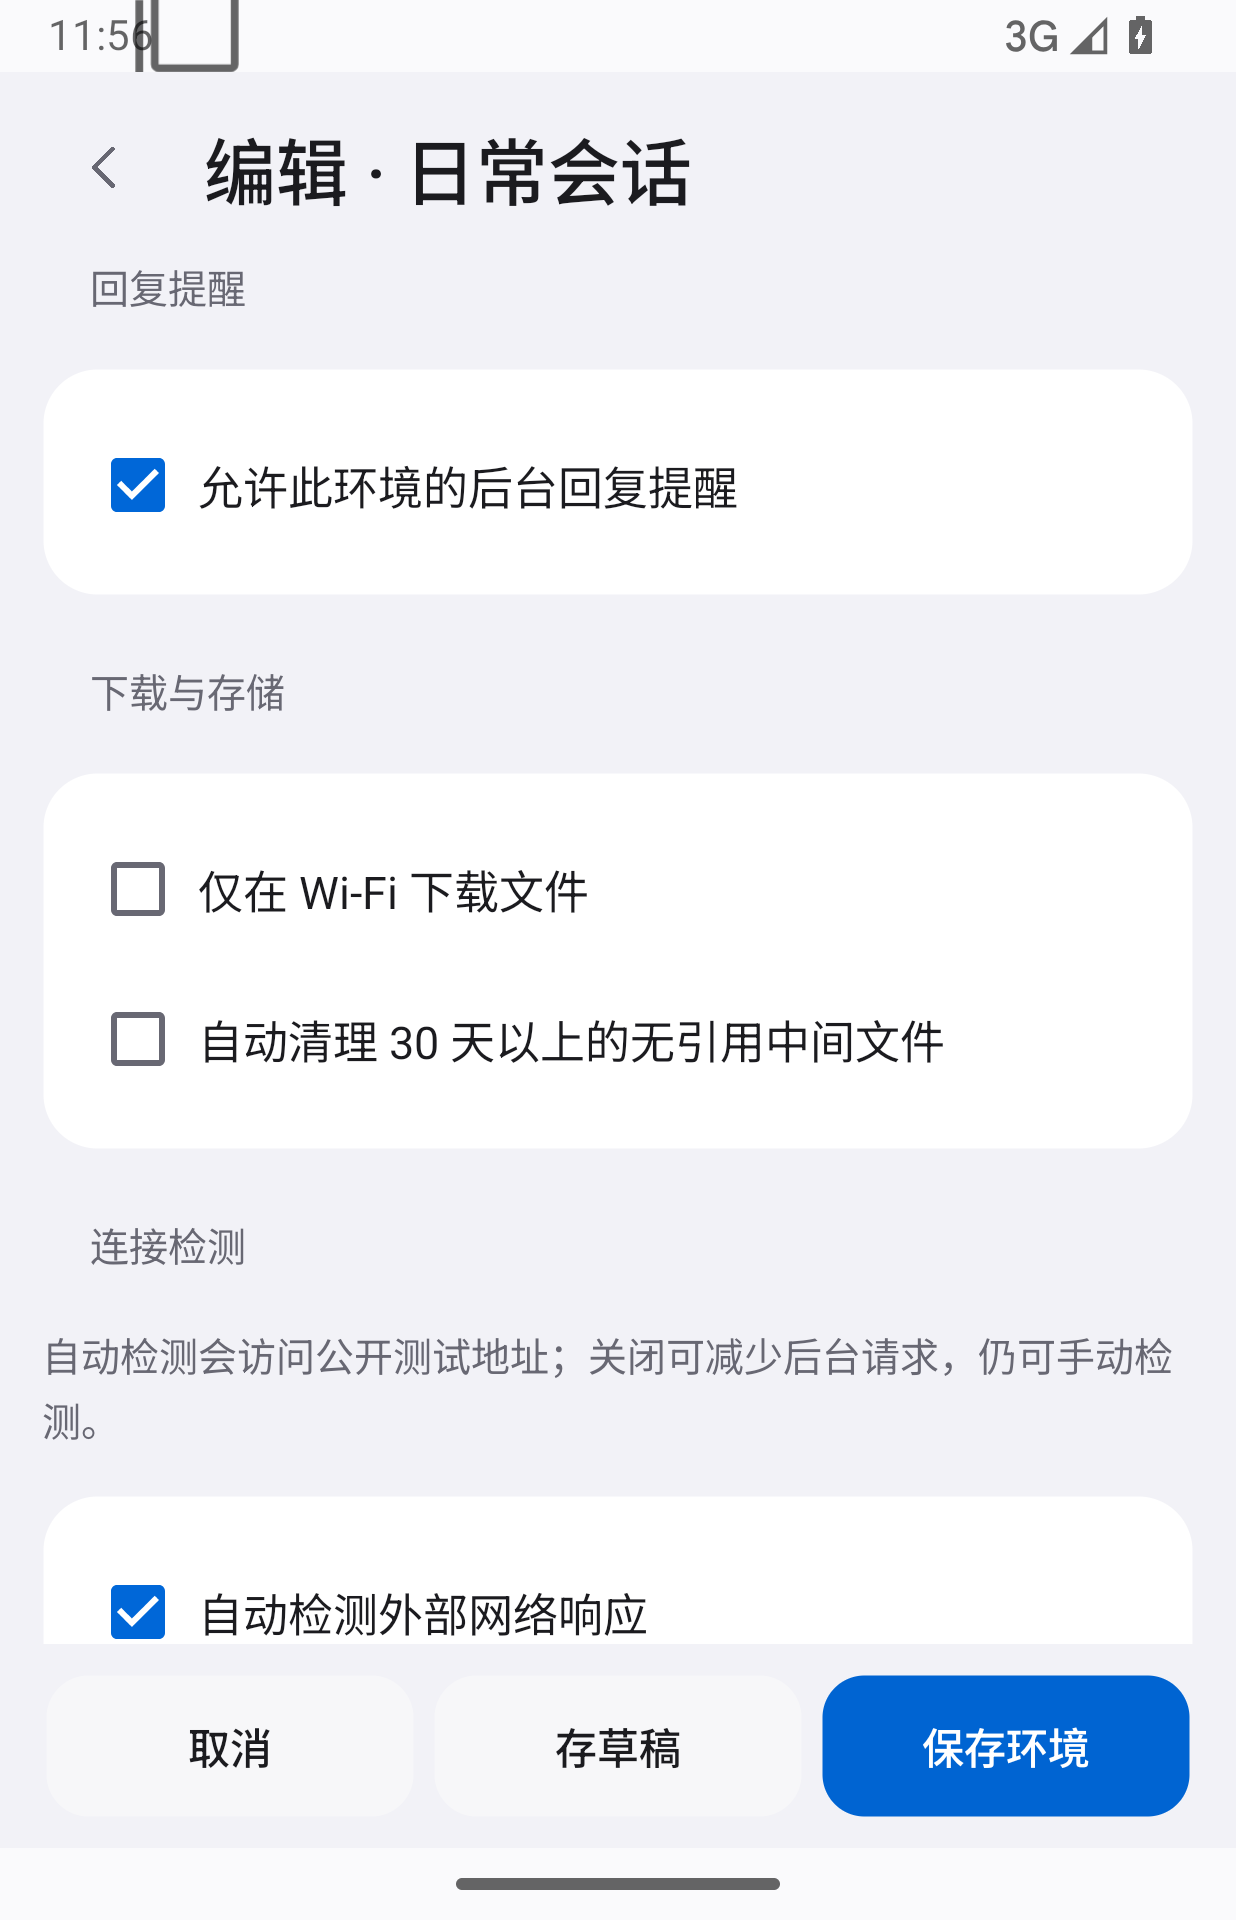 11:56
3G
编辑 · 日常会话
回复提醒
允许此环境的后台回复提醒
下载与存储
仅在 Wi-Fi 下载文件
自动清理 30 天以上的无引用中间文件
连接检测
自动检测会访问公开测试地址；关闭可减少后台请求，仍可手动检
测。
自动检测外部网络响应
取消
存草稿
保存环境